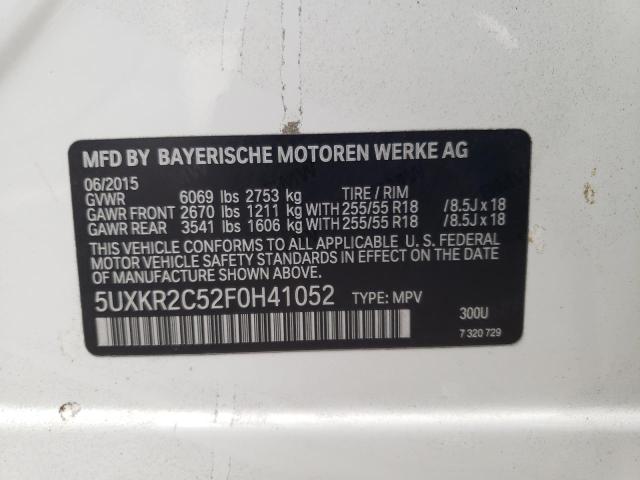 MFD BY BAYERISCHE MOTOREN WERKE AG
06/2015
GVWR 6069 lbs 2753 kg TIRE / RIM
GAWR FRONT 2670 lbs 1211 kg WITH 255/55 R18 /8.5J x 18
GAWR REAR 3541 lbs 1606 kg WITH 255/55 R18 /8.5J x 18
THIS VEHICLE CONFORMS TO ALL APPLICABLE U. S. FEDERAL
MOTOR VEHICLE SAFETY STANDARDS IN EFFECT ON THE DATE OF
MANUFACTURE SHOWN ABOVE.
5UXKR2C52F0H41052 TYPE: MPV
300U
7 320 729